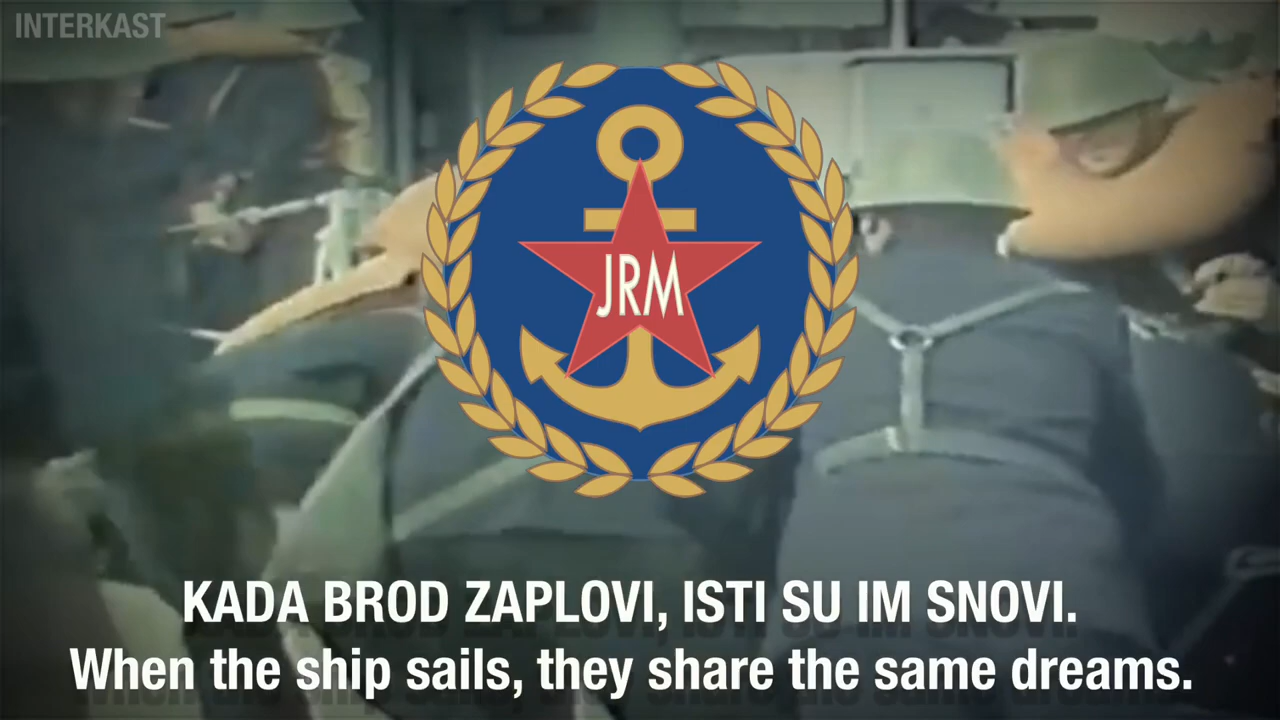 INTERKAST
JRM
KADA BROD ZAPLOVI, ISTI SU IM SNOVI.
When the ship sails, they share the same dreams.